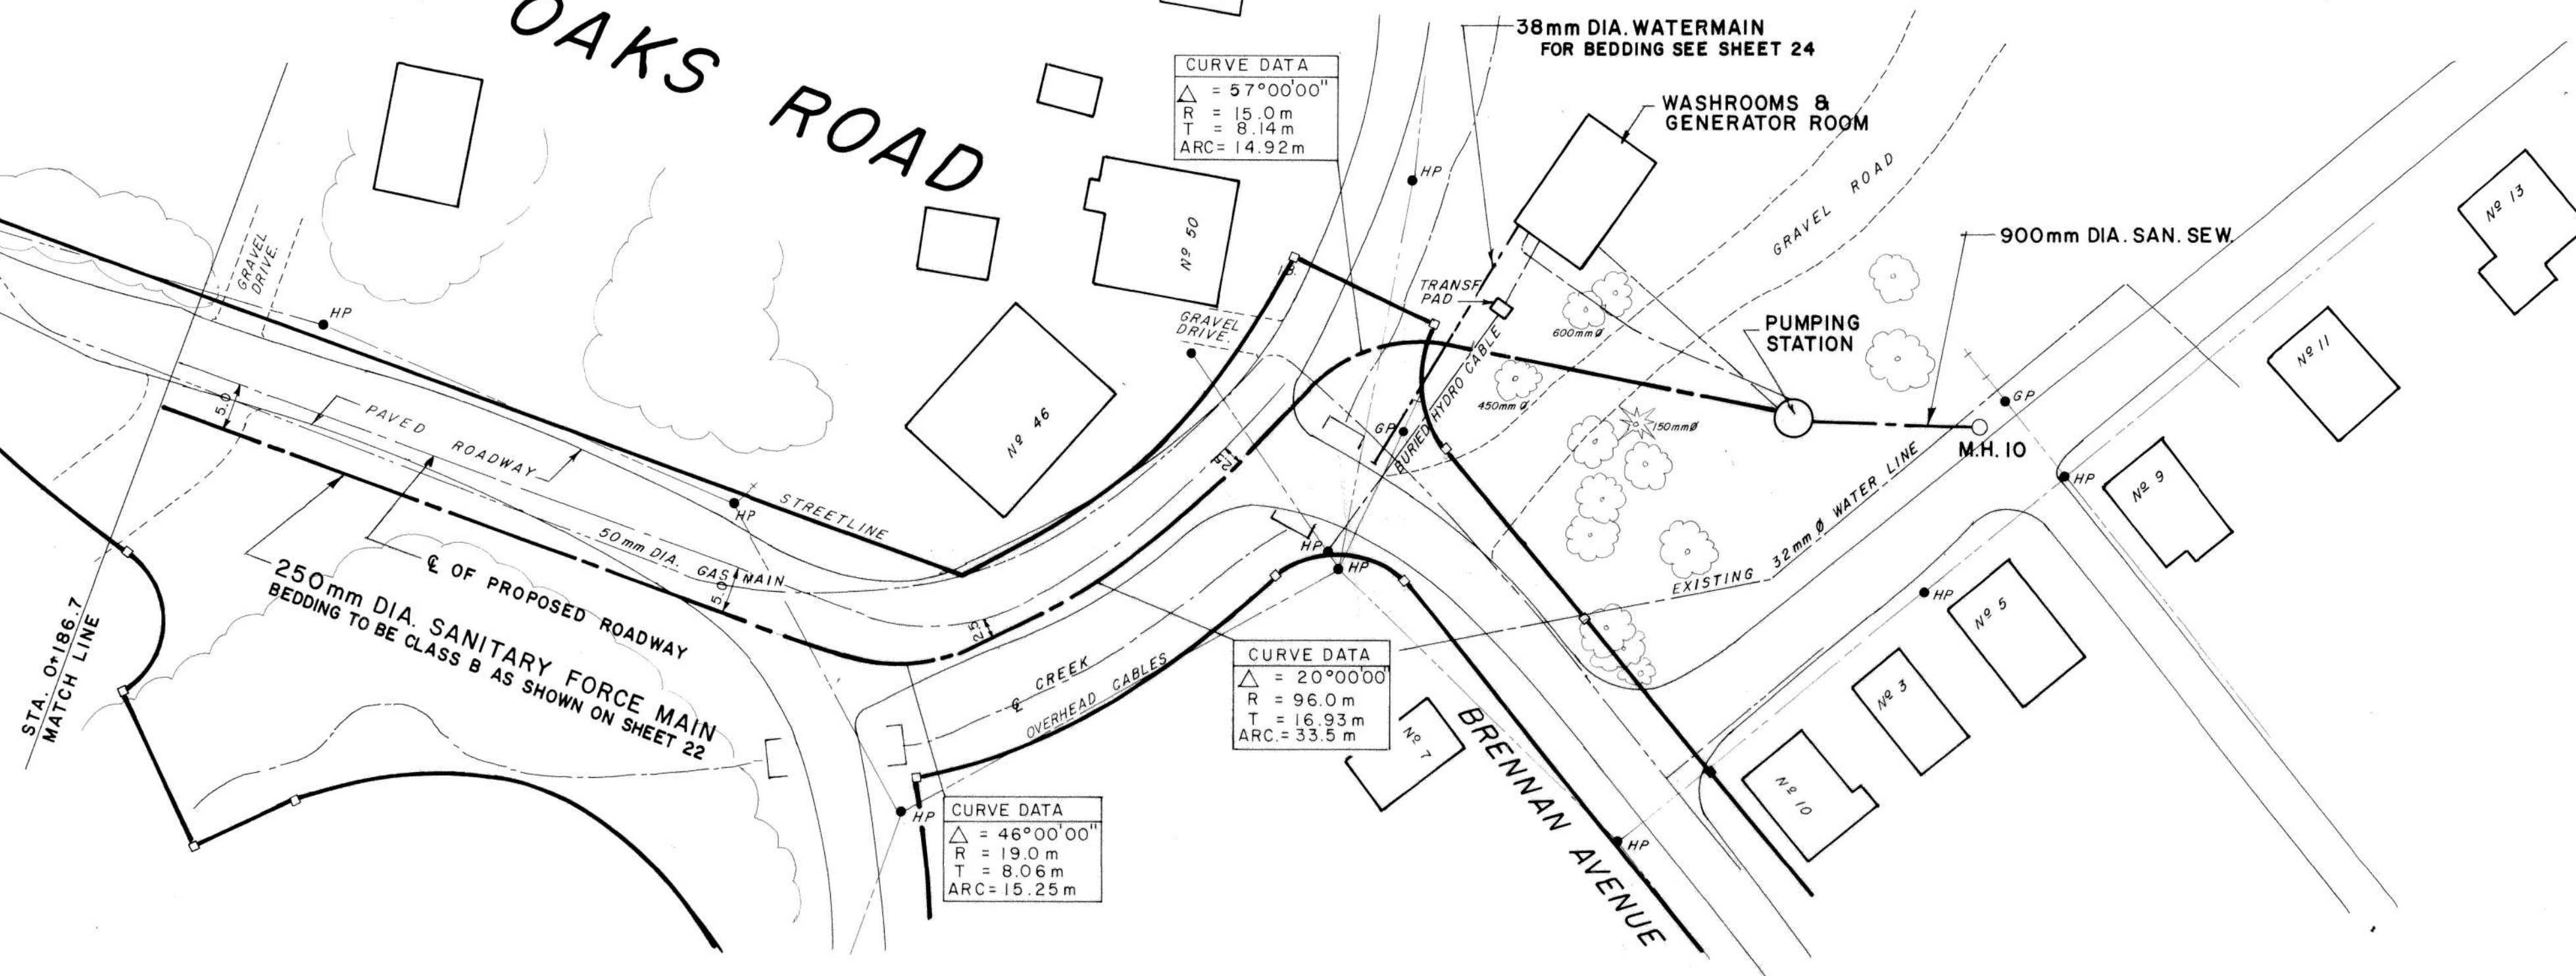 OAKS ROAD
38mm DIA. WATERMAIN
FOR BEDDING SEE SHEET 24
CURVE DATA
△ = 57°00'00"
R = 15.0m
T = 8.14m
ARC= 14.92m
WASHROOMS &
GENERATOR ROOM
HP
GRAVEL ROAD
Nº 13
900mm DIA. SAN. SEW.
GRAVEL
DRIVE.
HP
Nº 50
I.B.
TRANSF
PAD
GRAVEL
DRIVE.
600mm Ø
PUMPING
STATION
Nº 11
5.0
PAVED ROADWAY
Nº 46
450mm Ø
150mmØ
GP
BURIED HYDRO CABLE
GP
M.H. 10
2.5
HP
STREETLINE
HP
Nº 9
50mm DIA. GAS MAIN
5.0
HP
HP
EXISTING 32mm Ø WATER LINE
HP
Nº 5
℄ OF PROPOSED ROADWAY
250mm DIA. SANITARY FORCE MAIN
BEDDING TO BE CLASS B AS SHOWN ON SHEET 22
STA. 0+186.7
MATCH LINE
2.5
℄ CREEK
OVERHEAD CABLES
CURVE DATA
△ = 20°00'00"
R = 96.0m
T = 16.93m
ARC.= 33.5m
Nº 7
Nº 3
Nº 10
BRENNAN AVENUE
HP
HP
CURVE DATA
△ = 46°00'00"
R = 19.0m
T = 8.06m
ARC= 15.25m